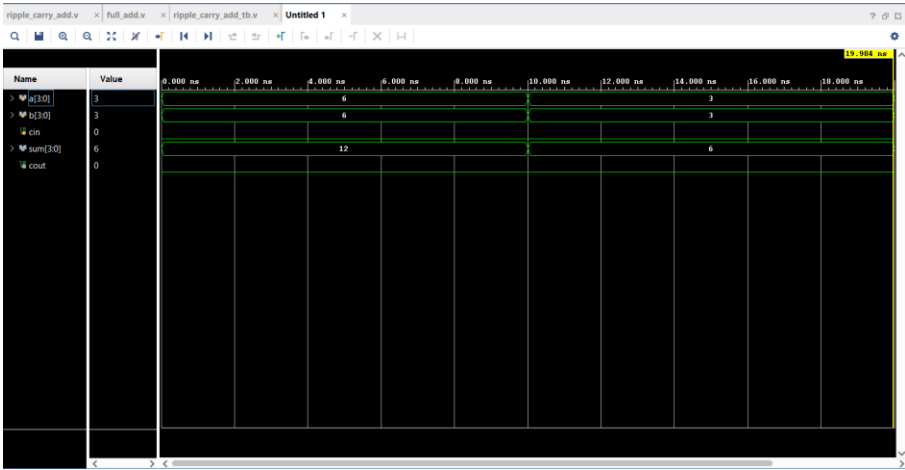 ripple_carry_add.v × full_add.v × ripple_carry_add_tb.v × Untitled 1 × ?
19.984 ns
Name Value 0.000 ns 2.000 ns 4.000 ns 6.000 ns 8.000 ns 10.000 ns 12.000 ns 14.000 ns 16.000 ns 18.000 ns
a[3:0] 3 6 3
b[3:0] 3 6 3
cin 0
sum[3:0] 6 12 6
cout 0